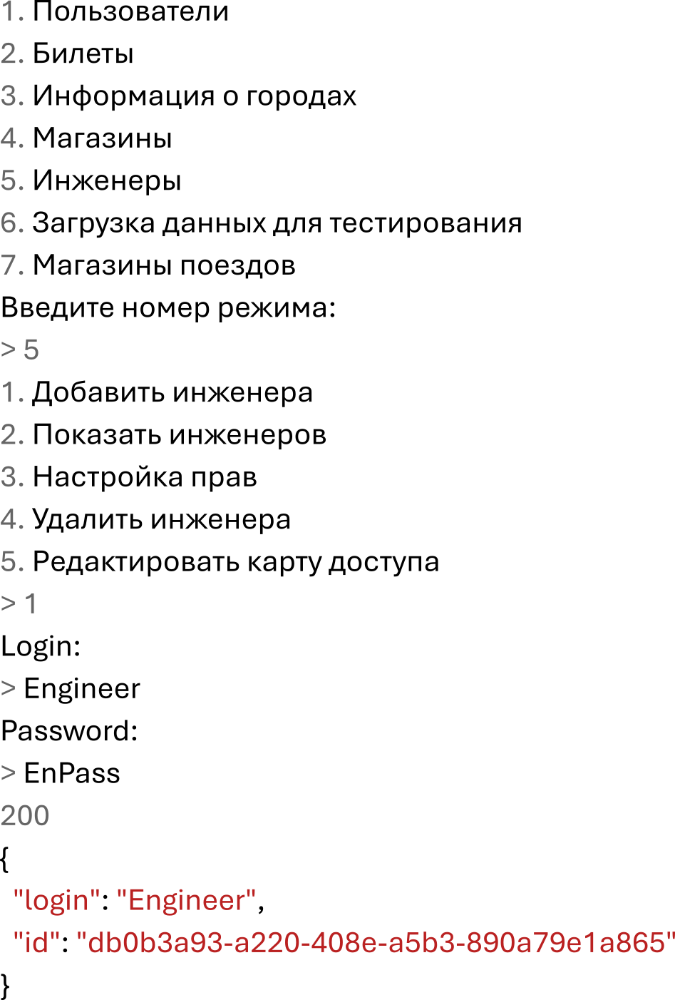 1. Пользователи
2. Билеты
3. Информация о городах
4. Магазины
5. Инженеры
6. Загрузка данных для тестирования
7. Магазины поездов
Введите номер режима:
> 5
1. Добавить инженера
2. Показать инженеров
3. Настройка прав
4. Удалить инженера
5. Редактировать карту доступа
> 1
Login:
> Engineer
Password:
> EnPass
200
{
  "login": "Engineer",
  "id": "db0b3a93-a220-408e-a5b3-890a79e1a865"
}